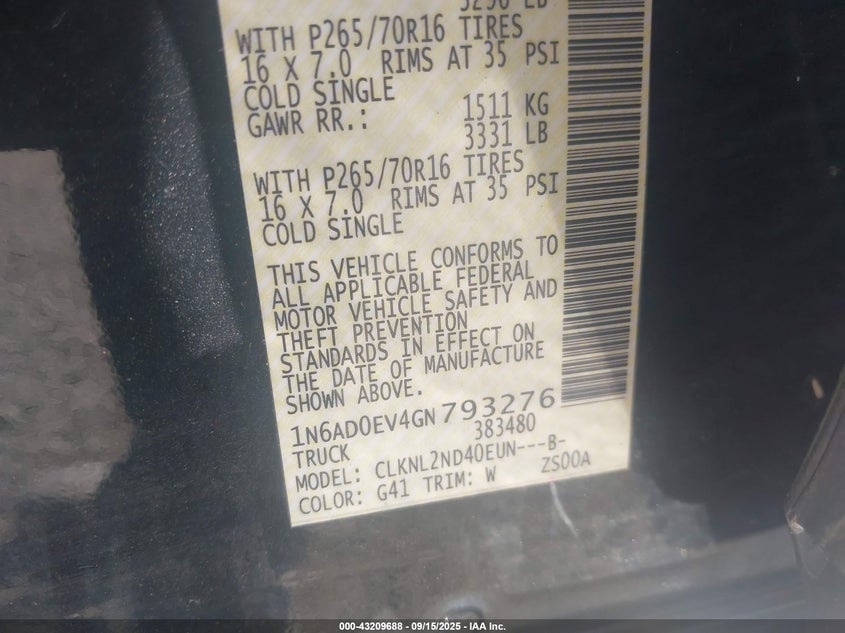 3256 LB
WITH P265/70R16 TIRES
16 X 7.0 RIMS AT 35 PSI
COLD SINGLE
GAWR RR.: 1511 KG
3331 LB
WITH P265/70R16 TIRES
16 X 7.0 RIMS AT 35 PSI
COLD SINGLE
THIS VEHICLE CONFORMS TO
ALL APPLICABLE FEDERAL
MOTOR VEHICLE SAFETY AND
THEFT PREVENTION
STANDARDS IN EFFECT ON
THE DATE OF MANUFACTURE
SHOWN ABOVE.
1N6AD0EV4GN793276
TRUCK 383480
MODEL: CLKNL2ND40EUN---B-
COLOR: G41 TRIM: W ZS00A
000-43209688 - 09/15/2025 - IAA Inc.